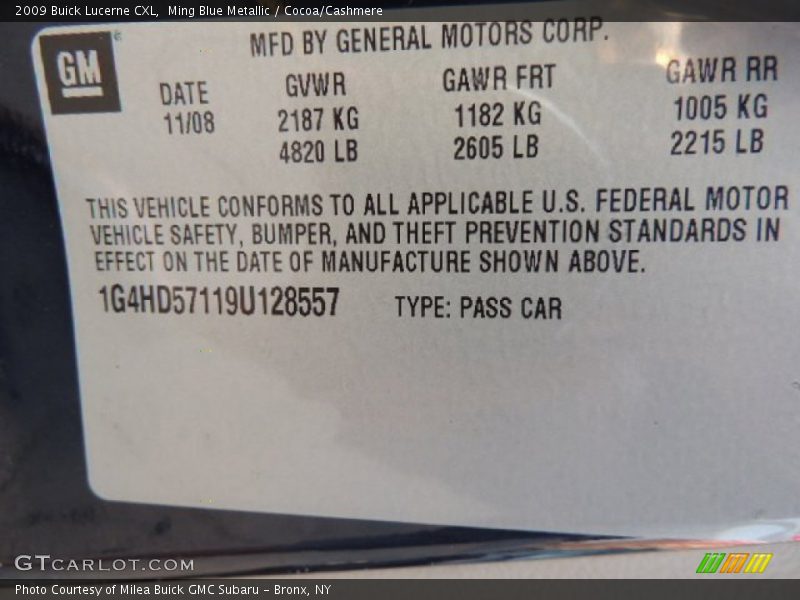 2009 Buick Lucerne CXL, Ming Blue Metallic / Cocoa/Cashmere
GM
MFD BY GENERAL MOTORS CORP.
DATE GVWR GAWR FRT GAWR RR
11/08 2187 KG 1182 KG 1005 KG
4820 LB 2605 LB 2215 LB
THIS VEHICLE CONFORMS TO ALL APPLICABLE U.S. FEDERAL MOTOR
VEHICLE SAFETY, BUMPER, AND THEFT PREVENTION STANDARDS IN
EFFECT ON THE DATE OF MANUFACTURE SHOWN ABOVE.
1G4HD57119U128557 TYPE: PASS CAR
GTCARLOT.COM
Photo Courtesy of Milea Buick GMC Subaru - Bronx, NY